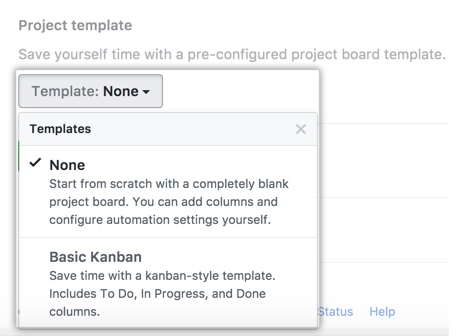 Project template
Save yourself time with a pre-configured project board template.
Template: None
Templates
None
Start from scratch with a completely blank
project board. You can add columns and
configure automation settings yourself.
Basic Kanban
Save time with a kanban-style template.
Includes To Do, In Progress, and Done
columns.
Status Help